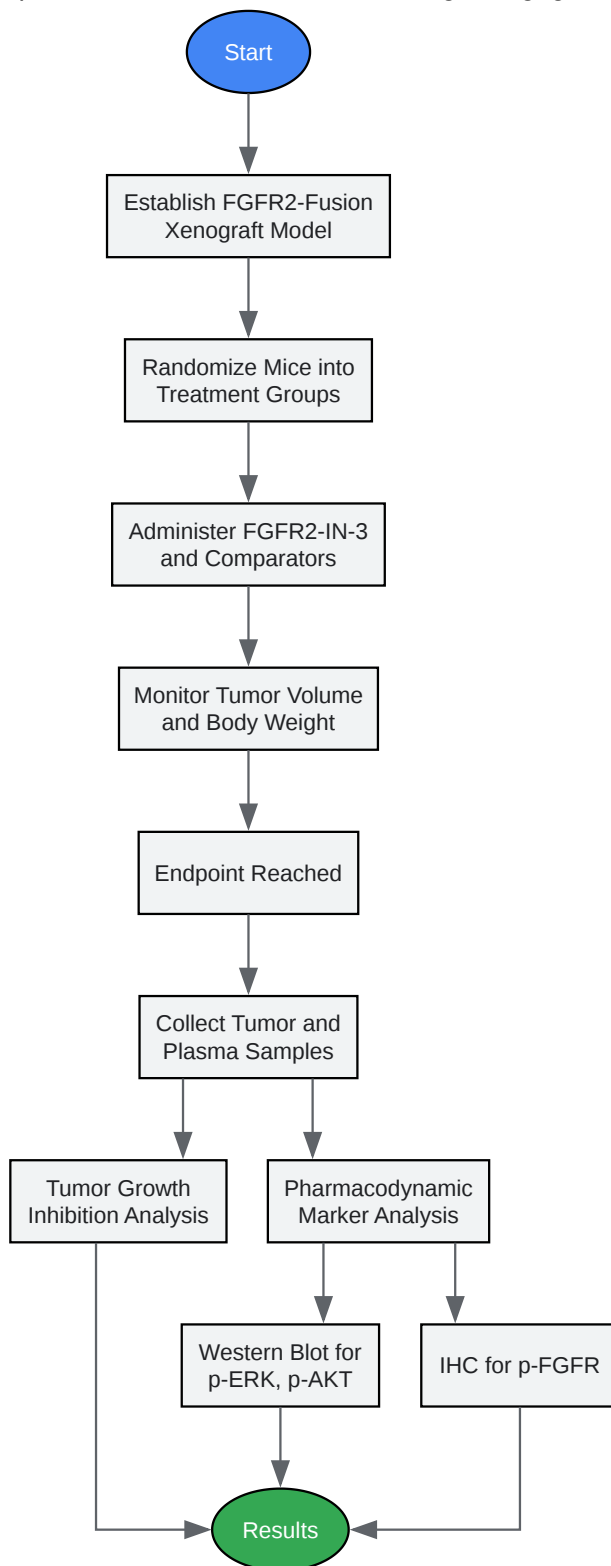 Start
Establish FGFR2-Fusion
Xenograft Model
Randomize Mice into
Treatment Groups
Administer FGFR2-IN-3
and Comparators
Monitor Tumor Volume
and Body Weight
Endpoint Reached
Collect Tumor and
Plasma Samples
Tumor Growth
Inhibition Analysis
Pharmacodynamic
Marker Analysis
Western Blot for
p-ERK, p-AKT
IHC for p-FGFR
Results